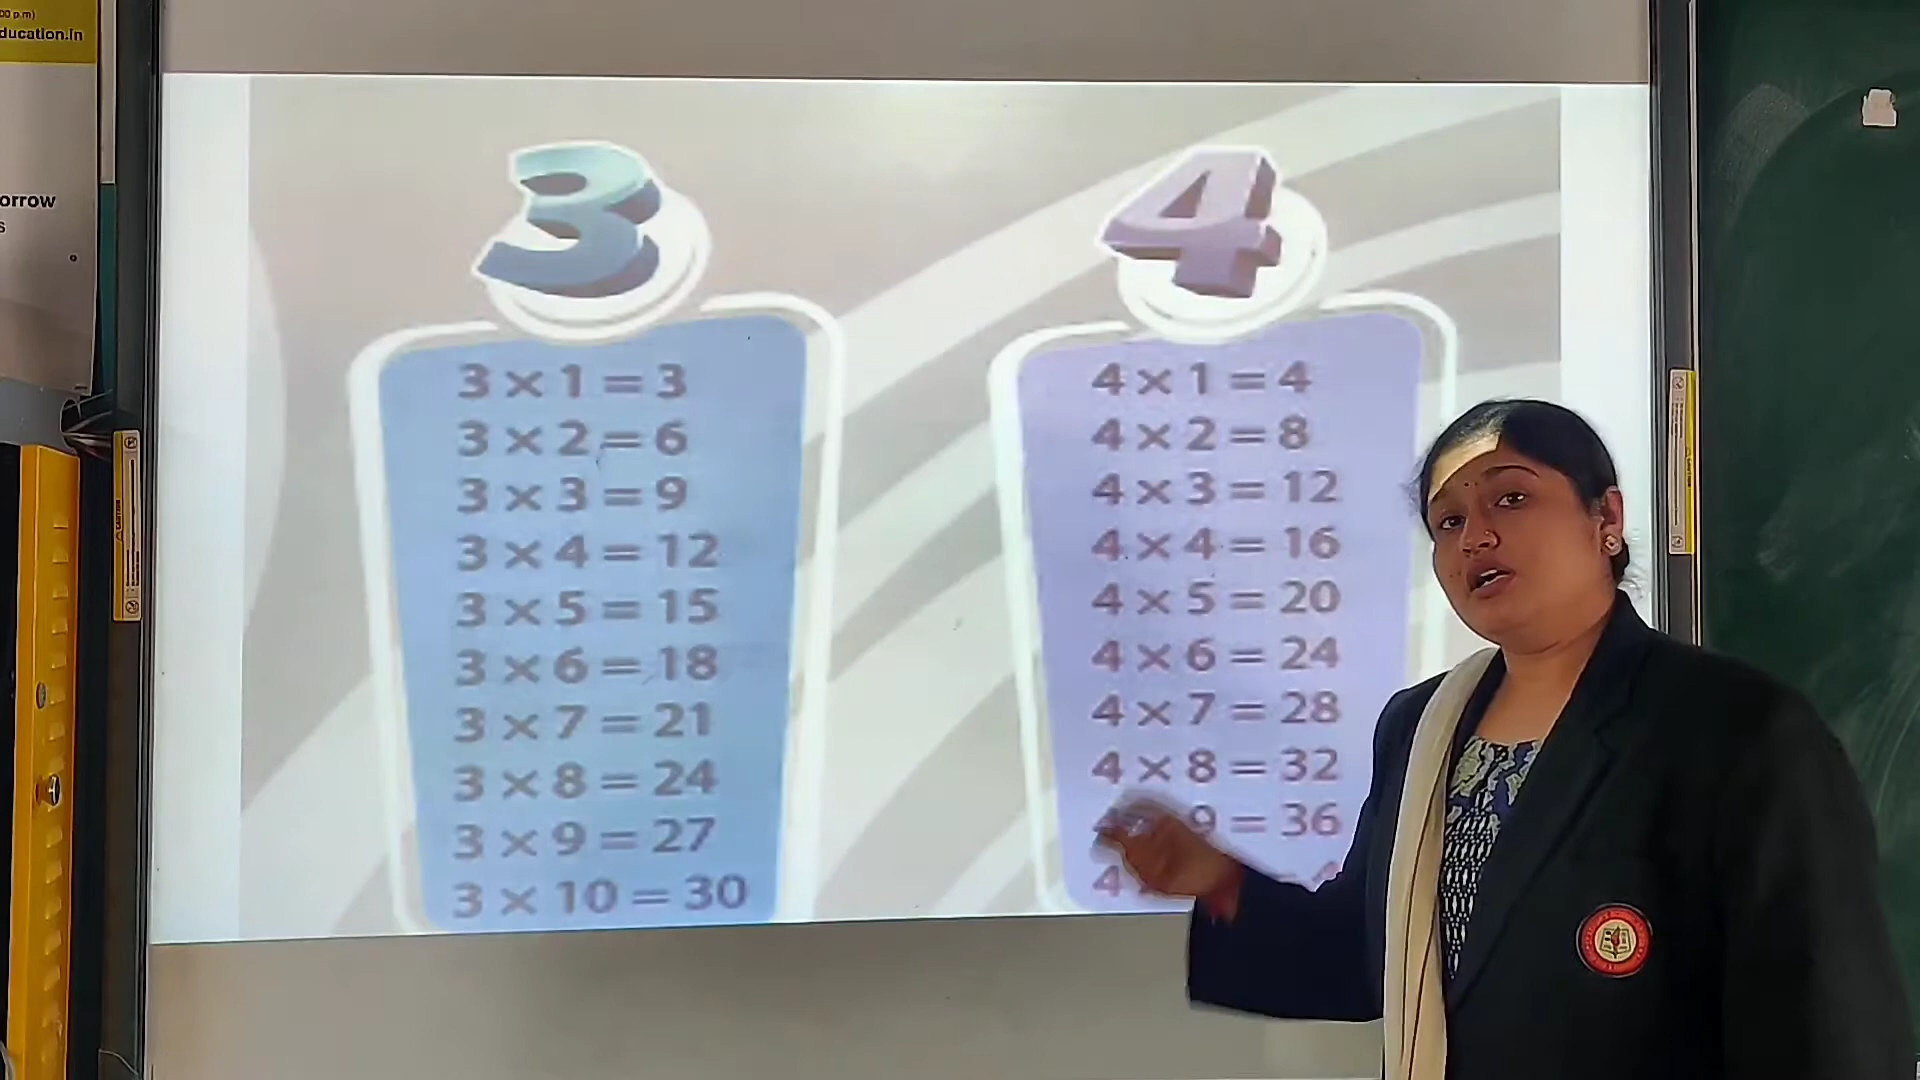 00 p.m)
ducation.in
orrow
s
3
3 × 1 = 3
3 × 2 = 6
3 × 3 = 9
3 × 4 = 12
3 × 5 = 15
3 × 6 = 18
3 × 7 = 21
3 × 8 = 24
3 × 9 = 27
3 × 10 = 30
4
4 × 1 = 4
4 × 2 = 8
4 × 3 = 12
4 × 4 = 16
4 × 5 = 20
4 × 6 = 24
4 × 7 = 28
4 × 8 = 32
9 = 36
4